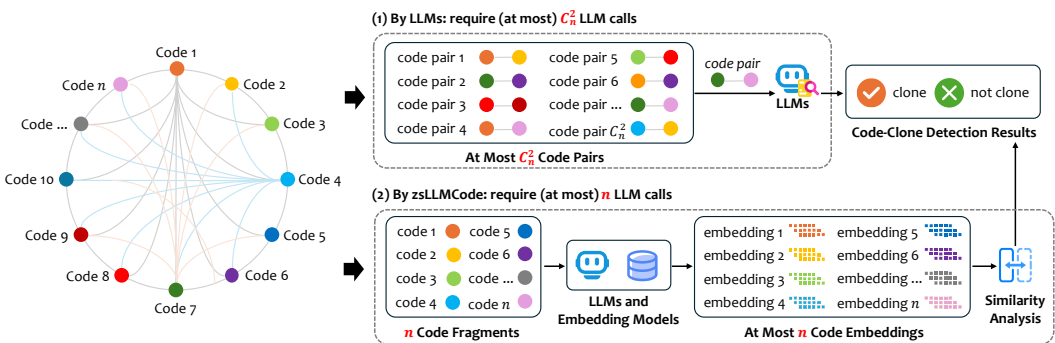 Code 1
Code 2
Code 3
Code 4
Code 5
Code 6
Code 7
Code 8
Code 9
Code 10
Code ...
Code n
(1) By LLMs: require (at most) C_n^2 LLM calls
code pair 1
code pair 2
code pair 3
code pair 4
code pair 5
code pair 6
code pair ...
code pair C_n^2
At Most C_n^2 Code Pairs
code pair
LLMs
clone
not clone
Code-Clone Detection Results
(2) By zsLLMCode: require (at most) n LLM calls
code 1
code 2
code 3
code 4
code 5
code 6
code ...
code n
n Code Fragments
LLMs and
Embedding Models
embedding 1
embedding 2
embedding 3
embedding 4
embedding 5
embedding 6
embedding ...
embedding n
At Most n Code Embeddings
Similarity
Analysis